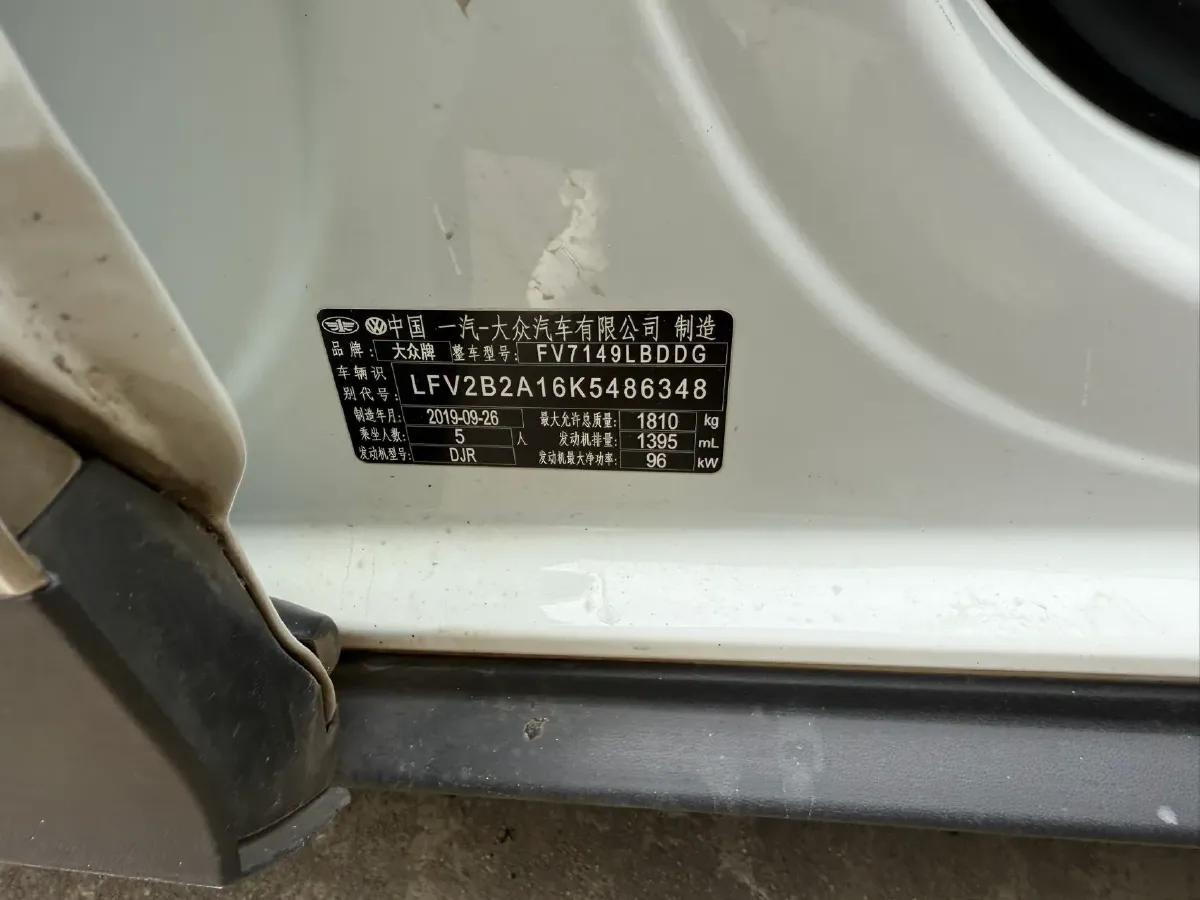 中国 一汽-大众汽车有限公司 制造
品牌: 大众牌 整车型号: FV7149LBDDG
车辆识别代号: LFV2B2A16K5486348
制造年月: 2019-09-26 最大允许总质量: 1810 kg
乘坐人数: 5 人 发动机排量: 1395 mL
发动机型号: DJR 发动机最大净功率: 96 kW